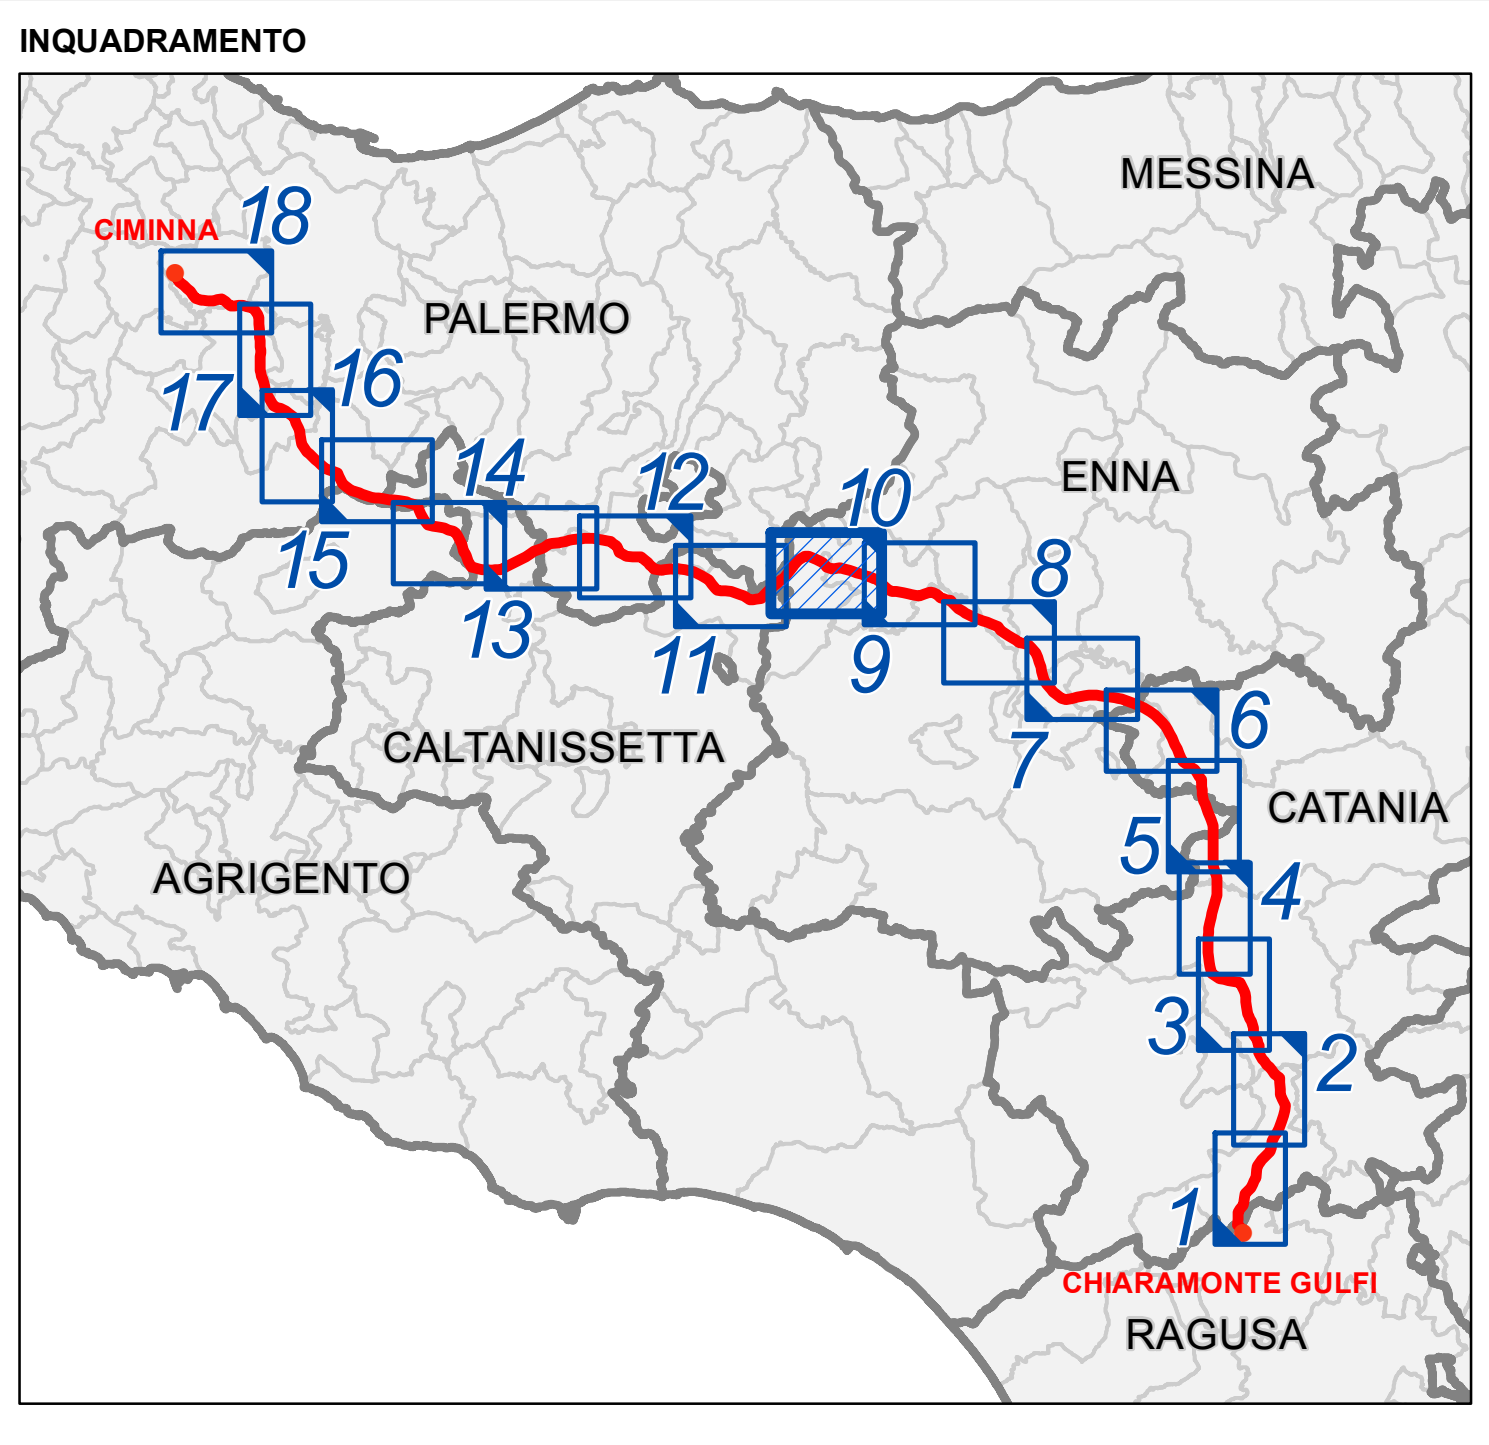 INQUADRAMENTO
MESSINA
18
CIMINNA
PALERMO
16
17
14
12
10
ENNA
15
13
11
9
8
6
7
CALTANISSETTA
CATANIA
5
4
AGRIGENTO
3
2
1
CHIARAMONTE GULFI
RAGUSA